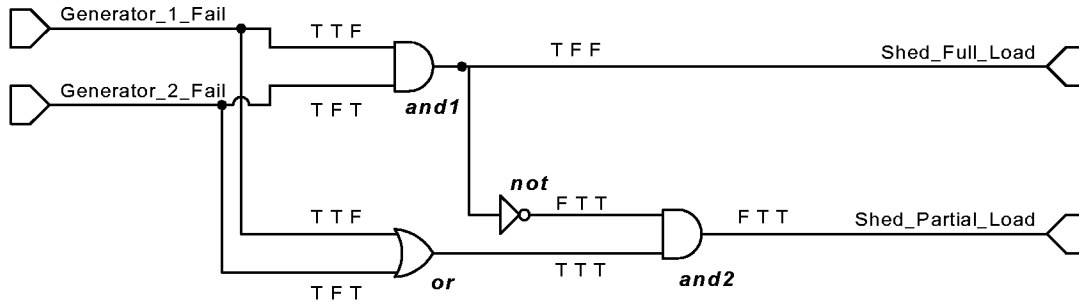 Generator_1_Fail
T T F
T F F
Shed_Full_Load
Generator_2_Fail
T F T
and1
not
F T T
T T F
F T T
Shed_Partial_Load
or
T T T
and2
T F T